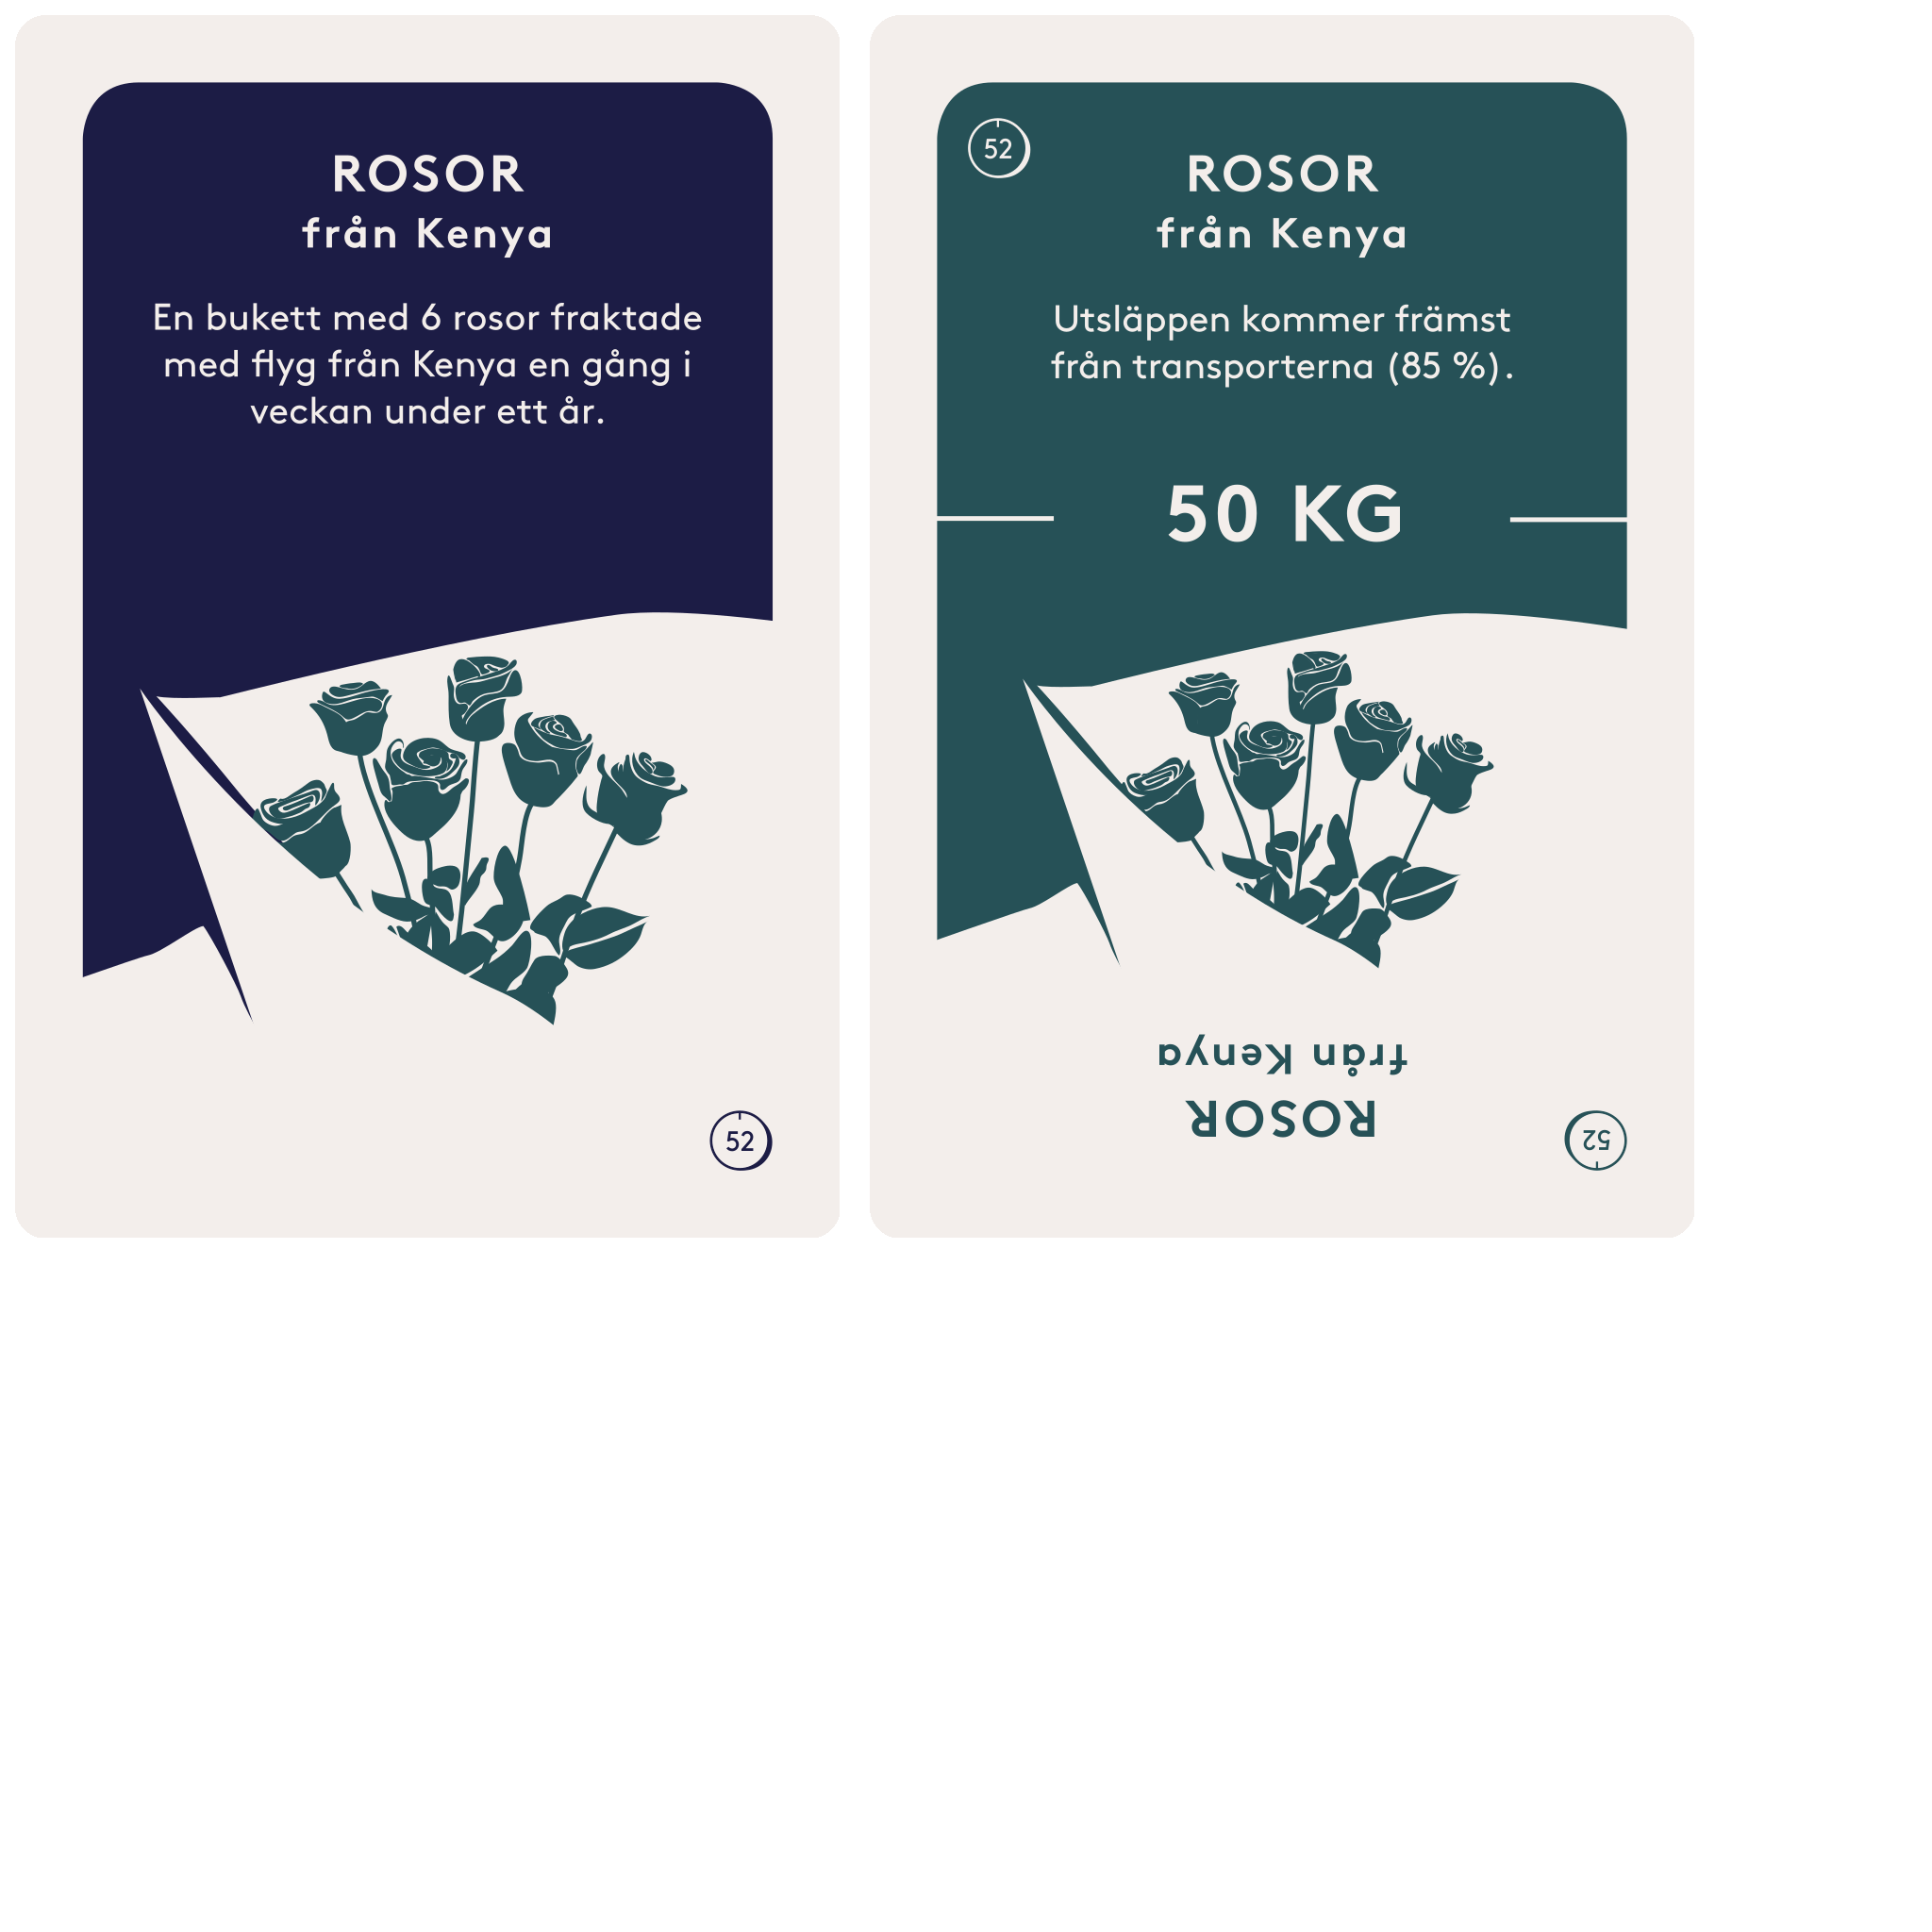 ROSOR
från Kenya
En bukett med 6 rosor fraktade
med flyg från Kenya en gång i
veckan under ett år.
52
52
ROSOR
från Kenya
Utsläppen kommer främst
från transporterna (85 %).
50 KG
ROSOR
från Kenya
52